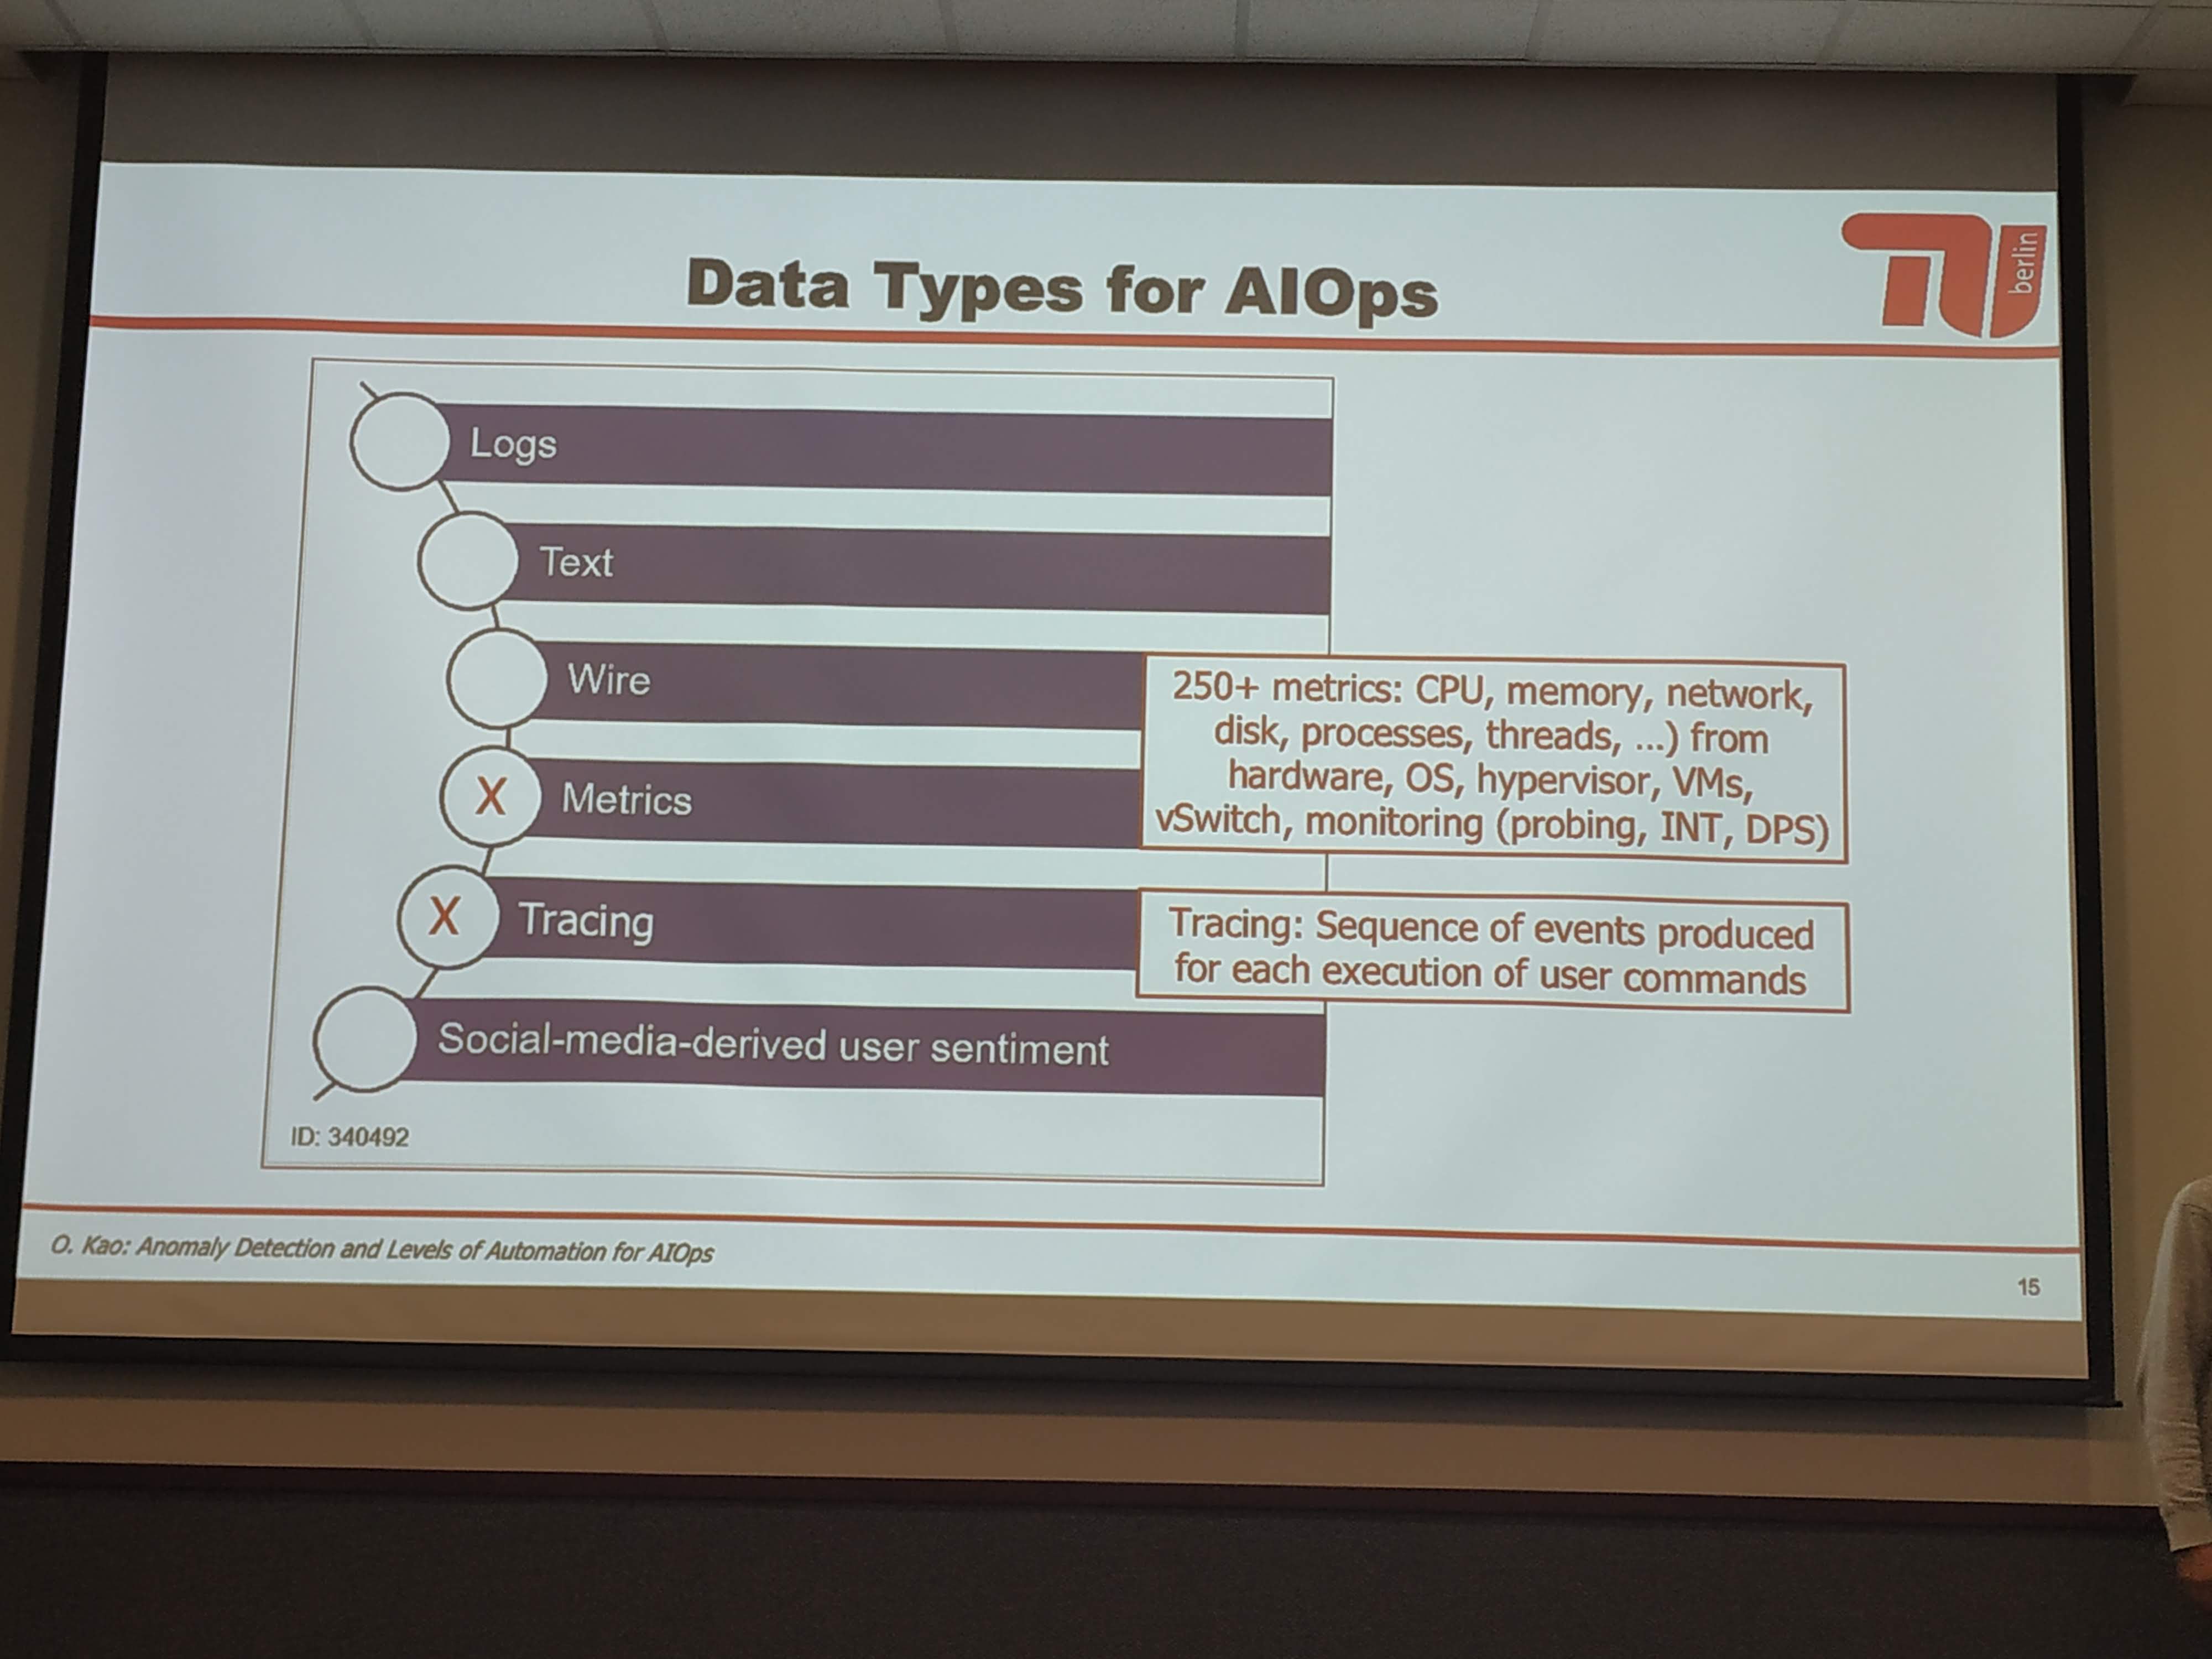 Data Types for AIOps
berlin
Logs
Text
Wire
X Metrics
X Tracing
Social-media-derived user sentiment
250+ metrics: CPU, memory, network,
disk, processes, threads, ...) from
hardware, OS, hypervisor, VMs,
vSwitch, monitoring (probing, INT, DPS)
Tracing: Sequence of events produced
for each execution of user commands
ID: 340492
O. Kao: Anomaly Detection and Levels of Automation for AIOps
15